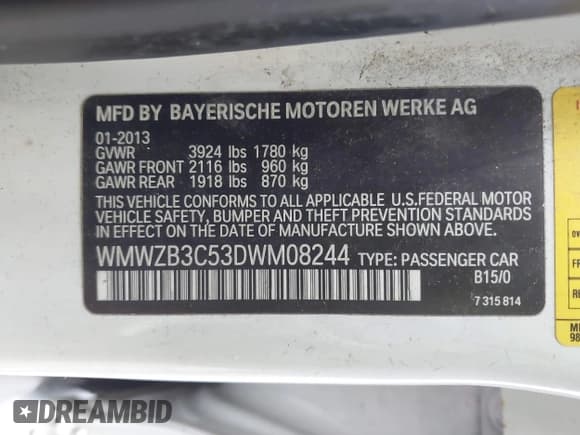 MFD BY BAYERISCHE MOTOREN WERKE AG
01-2013
GVWR 3924 lbs 1780 kg
GAWR FRONT 2116 lbs 960 kg
GAWR REAR 1918 lbs 870 kg
THIS VEHICLE CONFORMS TO ALL APPLICABLE U.S.FEDERAL MOTOR
VEHICLE SAFETY, BUMPER AND THEFT PREVENTION STANDARDS
IN EFFECT ON THE DATE OF MANUFACTURE SHOWN ABOVE.
WMWZB3C53DWM08244 TYPE: PASSENGER CAR
B15/0
7 315 814
DREAMBID